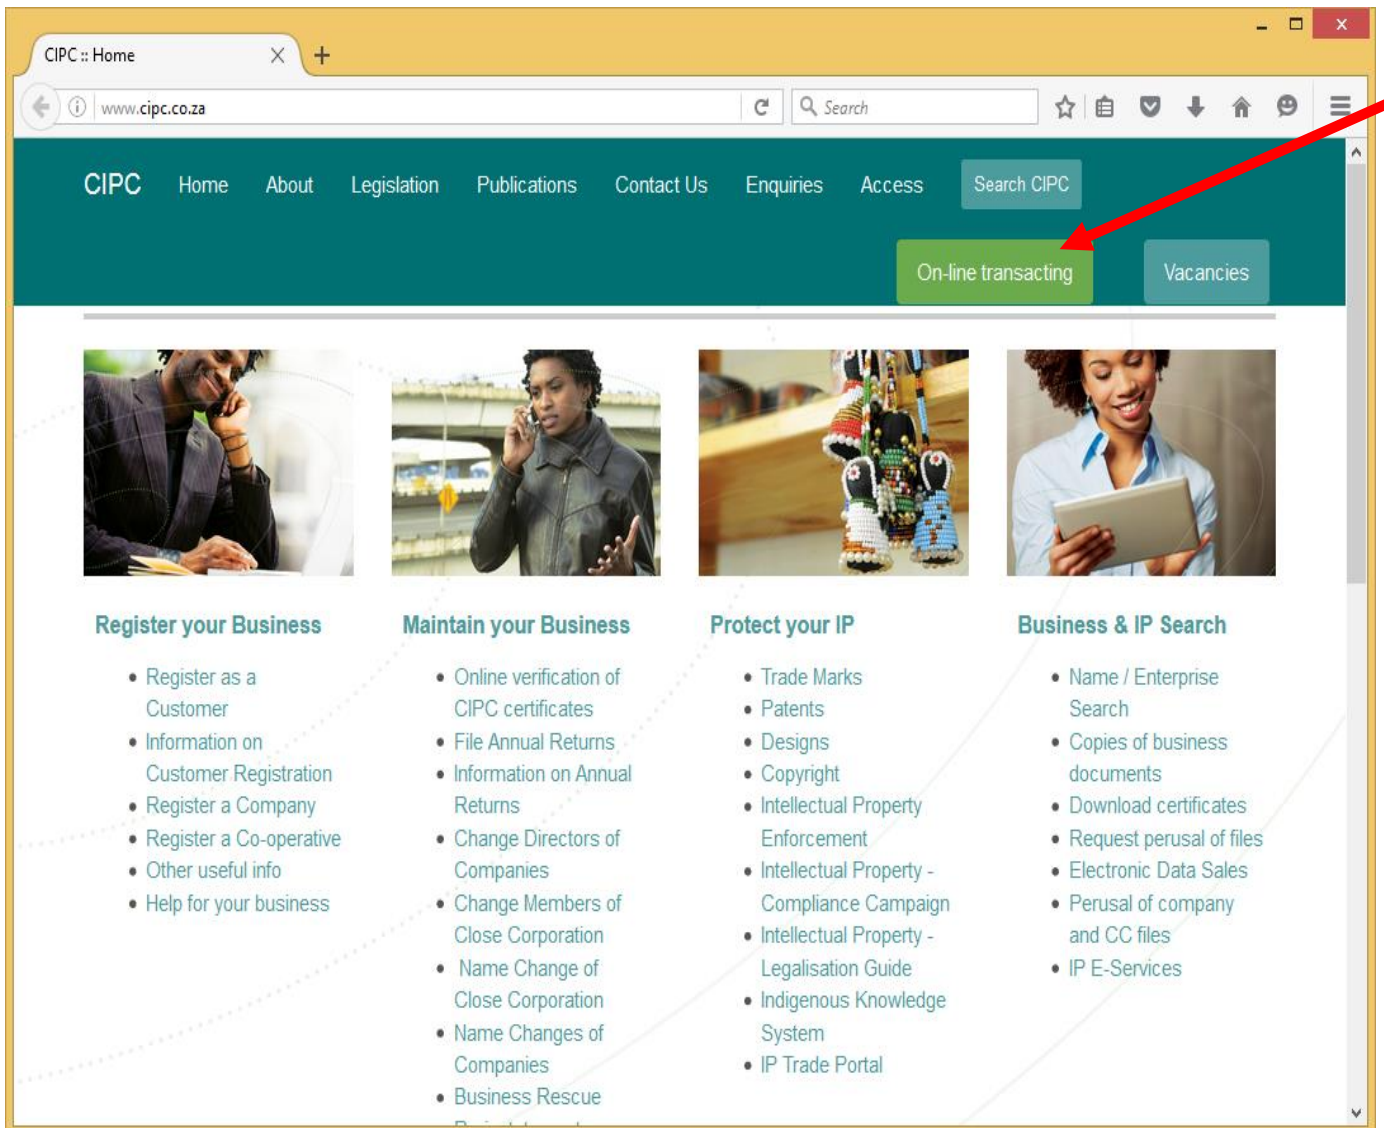 CIPC :: Home
www.cipc.co.za
Search
CIPC Home About Legislation Publications Contact Us Enquiries Access Search CIPC
On-line transacting Vacancies
Register your Business
Register as a
Customer
Information on
Customer Registration
Register a Company
Register a Co-operative
Other useful info
Help for your business
Maintain your Business
Online verification of
CIPC certificates
File Annual Returns
Information on Annual
Returns
Change Directors of
Companies
Change Members of
Close Corporation
Name Change of
Close Corporation
Name Changes of
Companies
Business Rescue
Protect your IP
Trade Marks
Patents
Designs
Copyright
Intellectual Property
Enforcement
Intellectual Property -
Compliance Campaign
Intellectual Property -
Legalisation Guide
Indigenous Knowledge
System
IP Trade Portal
Business & IP Search
Name / Enterprise
Search
Copies of business
documents
Download certificates
Request perusal of files
Electronic Data Sales
Perusal of company
and CC files
IP E-Services